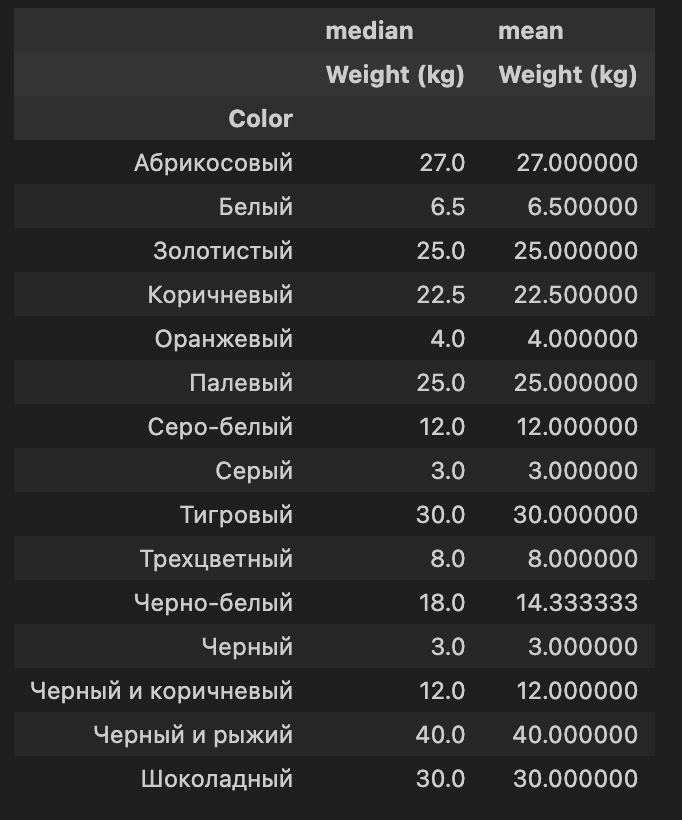 median mean
Weight (kg) Weight (kg)
Color
Абрикосовый 27.0 27.000000
Белый 6.5 6.500000
Золотистый 25.0 25.000000
Коричневый 22.5 22.500000
Оранжевый 4.0 4.000000
Палевый 25.0 25.000000
Серо-белый 12.0 12.000000
Серый 3.0 3.000000
Тигровый 30.0 30.000000
Трехцветный 8.0 8.000000
Черно-белый 18.0 14.333333
Черный 3.0 3.000000
Черный и коричневый 12.0 12.000000
Черный и рыжий 40.0 40.000000
Шоколадный 30.0 30.000000